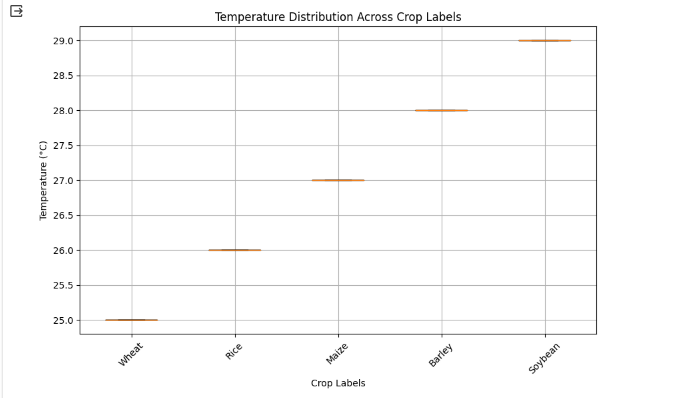 Temperature Distribution Across Crop Labels
29.0
28.5
28.0
27.5
27.0
26.5
26.0
25.5
25.0
Temperature (°C)
Wheat
Rice
Maize
Barley
Soybean
Crop Labels